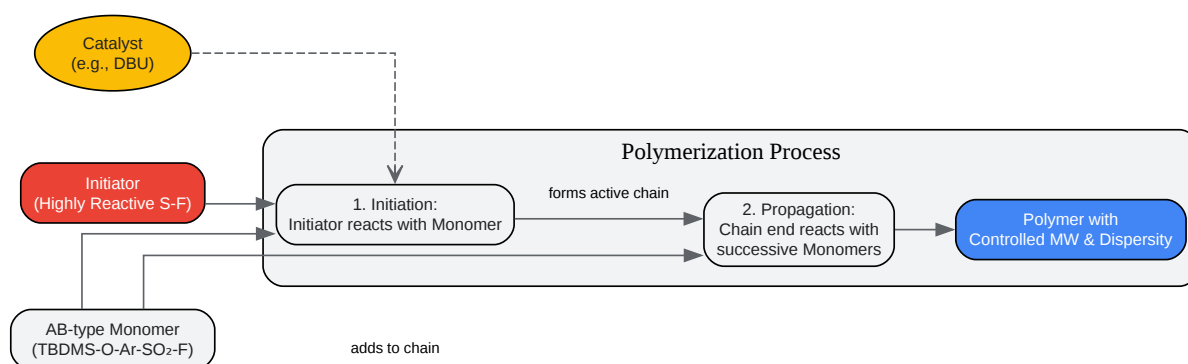 Catalyst
(e.g., DBU)
Polymerization Process
Initiator
(Highly Reactive S-F)
1. Initiation:
Initiator reacts with Monomer
forms active chain
2. Propagation:
Chain end reacts with
successive Monomers
Polymer with
Controlled MW & Dispersity
AB-type Monomer
(TBDMS-O-Ar-SO₂-F)
adds to chain